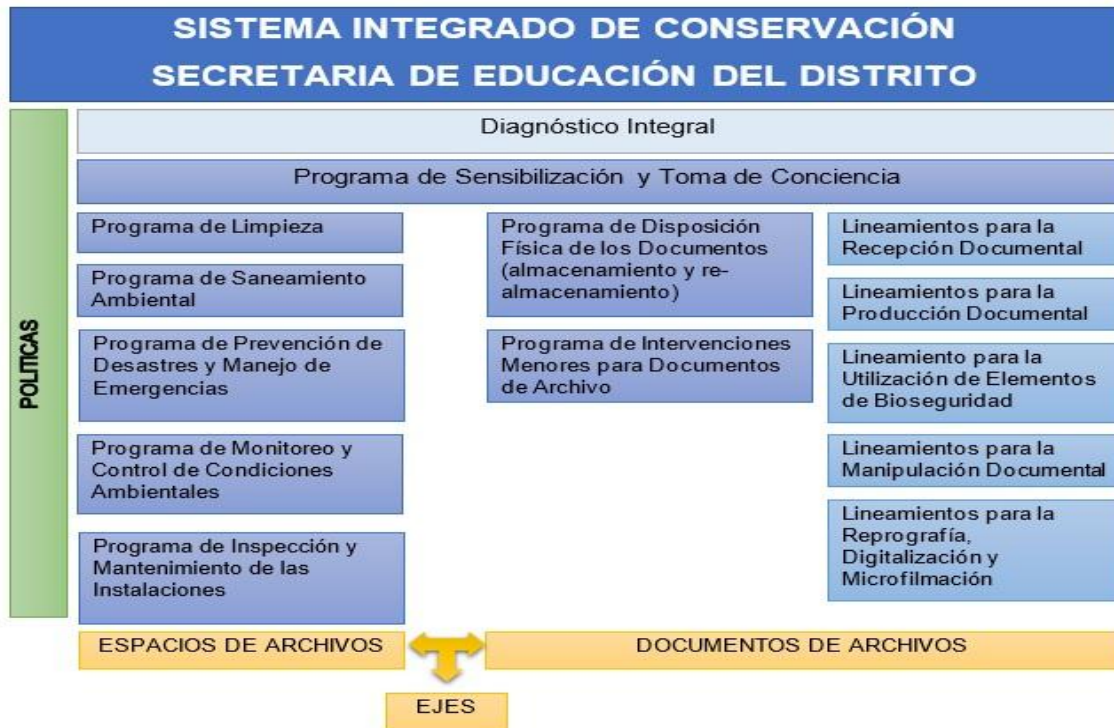 SISTEMA INTEGRADO DE CONSERVACIÓN
SECRETARIA DE EDUCACIÓN DEL DISTRITO
POLITICAS
Diagnóstico Integral
Programa de Sensibilización y Toma de Conciencia
Programa de Limpieza
Programa de Saneamiento
Ambiental
Programa de Prevención de
Desastres y Manejo de
Emergencias
Programa de Monitoreo y
Control de Condiciones
Ambientales
Programa de Inspección y
Mantenimiento de las
Instalaciones
Programa de Disposición
Física de los Documentos
(almacenamiento y re-
almacenamiento)
Programa de Intervenciones
Menores para Documentos
de Archivo
Lineamientos para la
Recepción Documental
Lineamientos para la
Producción Documental
Lineamiento para la
Utilización de Elementos
de Bioseguridad
Lineamientos para la
Manipulación Documental
Lineamientos para la
Reprografía,
Digitalización y
Microfilmación
ESPACIOS DE ARCHIVOS
DOCUMENTOS DE ARCHIVOS
EJES